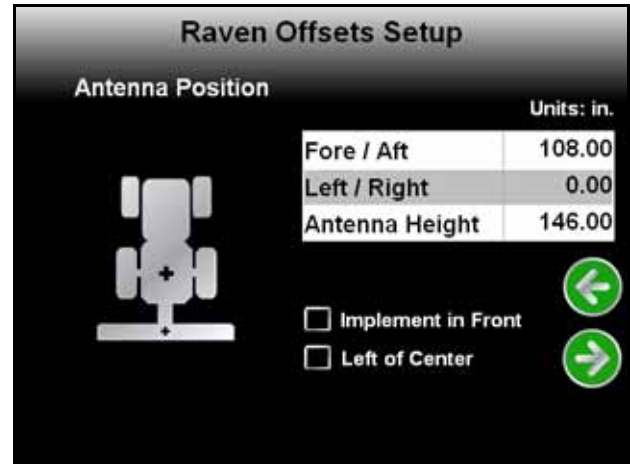 Raven Offsets Setup
Antenna Position
Units: in.
Fore / Aft 108.00
Left / Right 0.00
Antenna Height 146.00
Implement in Front
Left of Center